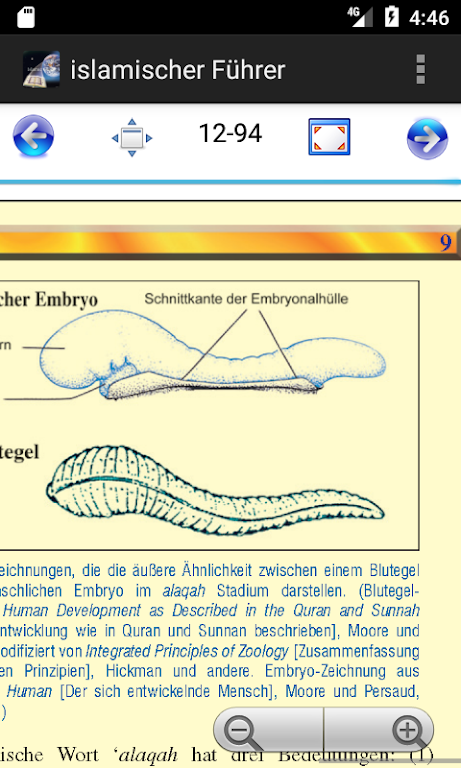 4G 4:46
islamischer Führer
12-94
9
cher Embryo Schnittkante der Embryonalhülle
rn
tegel
eichnungen, die die äußere Ähnlichkeit zwischen einem Blutegel
nschlichen Embryo im alaqah Stadium darstellen. (Blutegel-
Human Development as Described in the Quran and Sunnah
ntwicklung wie in Quran und Sunnan beschrieben], Moore und
odifiziert von Integrated Principles of Zoology [Zusammenfassung
en Prinzipien], Hickman und andere. Embryo-Zeichnung aus
Human [Der sich entwickelnde Mensch], Moore und Persaud,
)
ische Wort ‘alaqah hat drei Bedeutungen: (1)